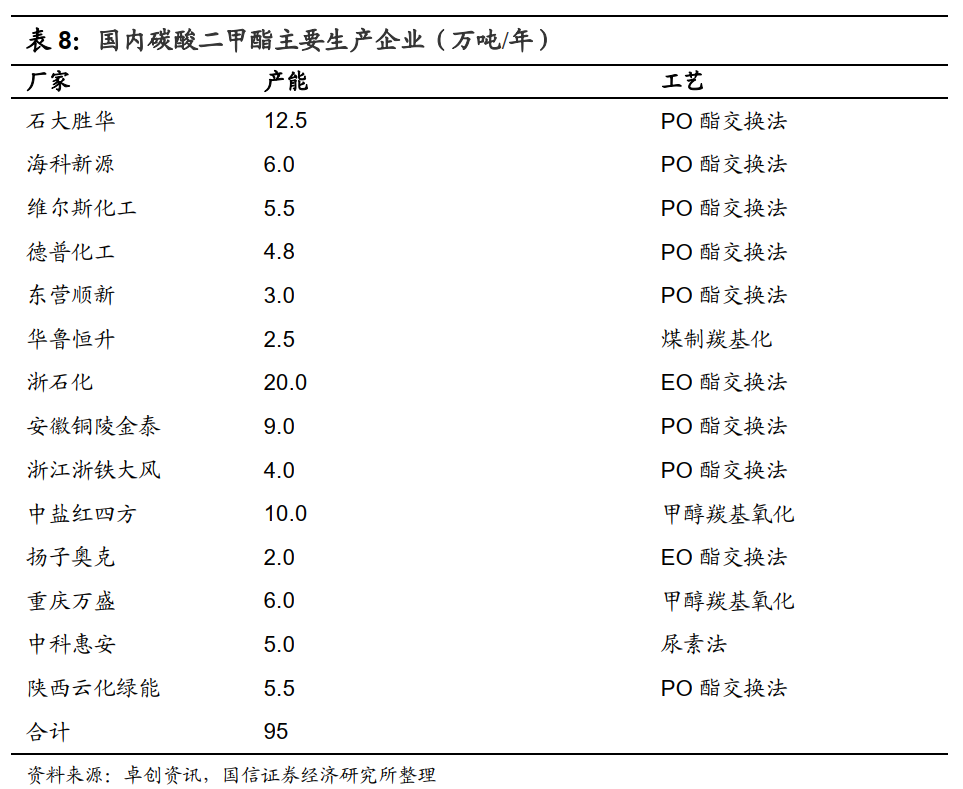 表 8：国内碳酸二甲酯主要生产企业（万吨/年）
厂家 产能 工艺
石大胜华 12.5 PO 酯交换法
海科新源 6.0 PO 酯交换法
维尔斯化工 5.5 PO 酯交换法
德普化工 4.8 PO 酯交换法
东营顺新 3.0 PO 酯交换法
华鲁恒升 2.5 煤制羰基化
浙石化 20.0 EO 酯交换法
安徽铜陵金泰 9.0 PO 酯交换法
浙江浙铁大风 4.0 PO 酯交换法
中盐红四方 10.0 甲醇羰基氧化
扬子奥克 2.0 EO 酯交换法
重庆万盛 6.0 甲醇羰基氧化
中科惠安 5.0 尿素法
陕西云化绿能 5.5 PO 酯交换法
合计 95
资料来源：卓创资讯，国信证券经济研究所整理